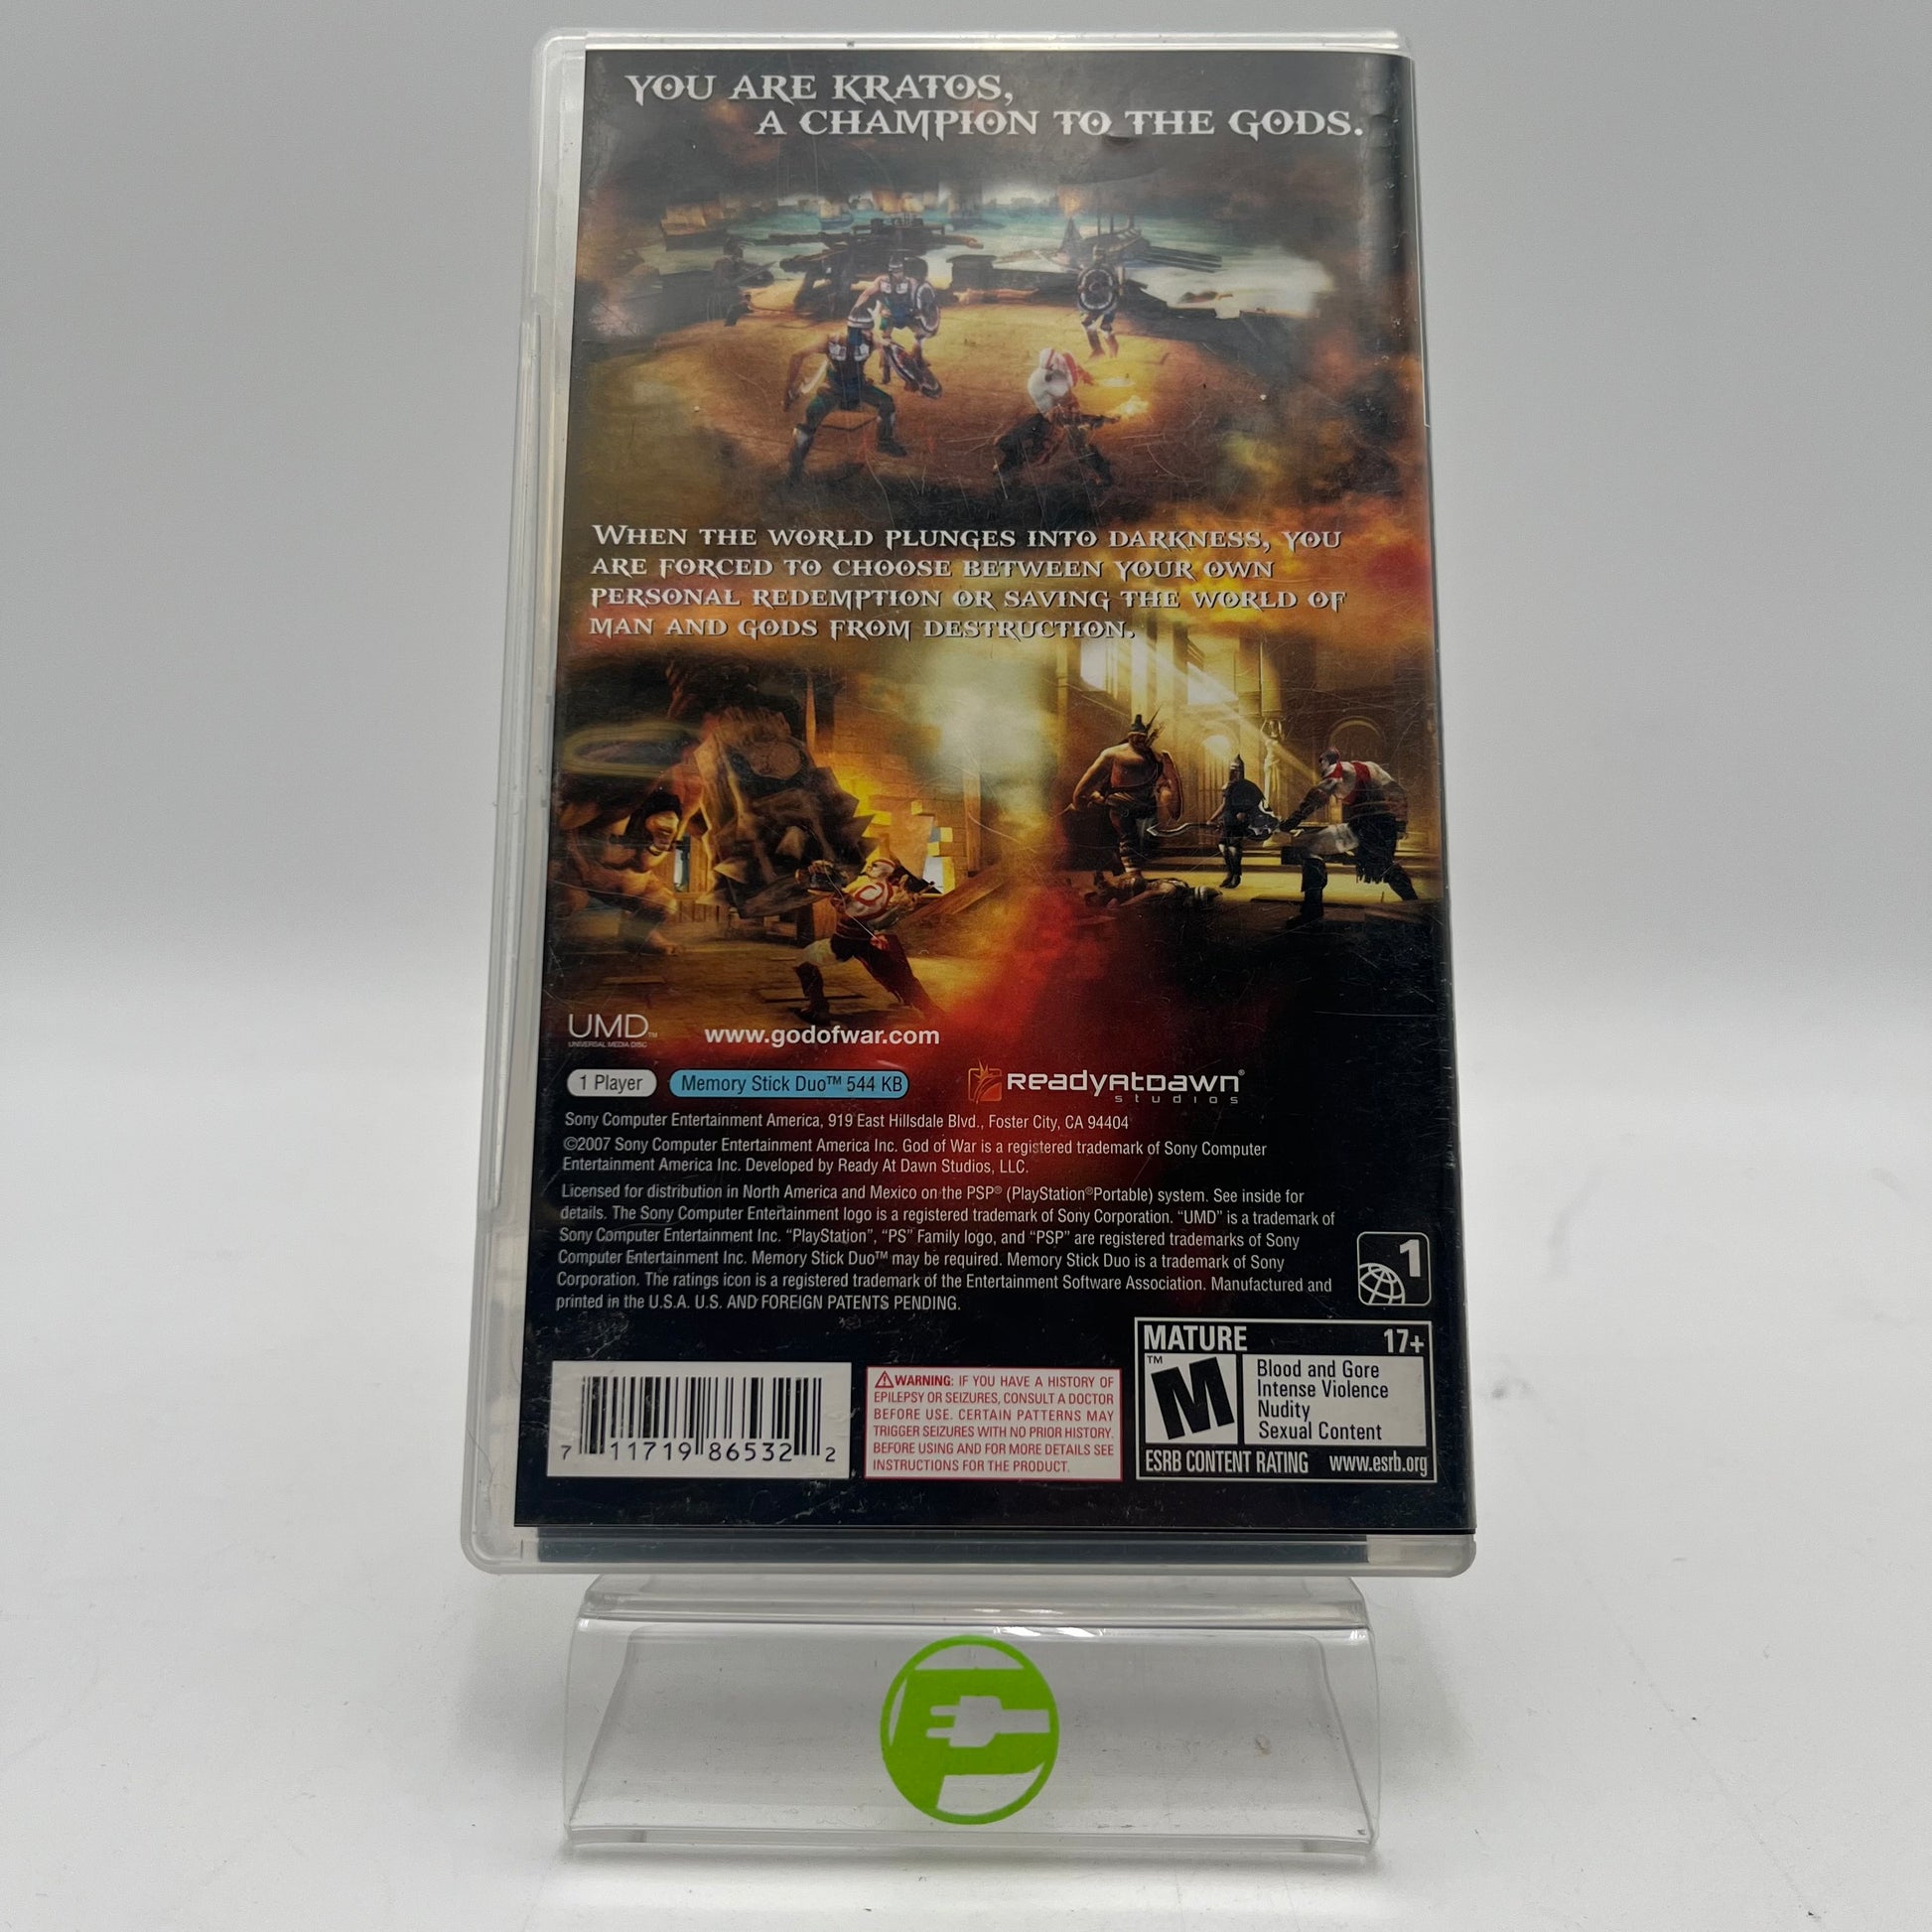 YOU ARE KRATOS,
A CHAMPION TO THE GODS.
WHEN THE WORLD PLUNGES INTO DARKNESS, YOU
ARE FORCED TO CHOOSE BETWEEN YOUR OWN
PERSONAL REDEMPTION OR SAVING THE WORLD OF
MAN AND GODS FROM DESTRUCTION.
UMD™
UNIVERSAL MEDIA DISC
www.godofwar.com
1 Player
Memory Stick Duo™ 544 KB
READYATDAWN®
studios
Sony Computer Entertainment America, 919 East Hillsdale Blvd., Foster City, CA 94404
©2007 Sony Computer Entertainment America Inc. God of War is a registered trademark of Sony Computer
Entertainment America Inc. Developed by Ready At Dawn Studios, LLC.
Licensed for distribution in North America and Mexico on the PSP® (PlayStation®Portable) system. See inside for
details. The Sony Computer Entertainment logo is a registered trademark of Sony Corporation. “UMD” is a trademark of
Sony Computer Entertainment Inc. “PlayStation”, “PS” Family logo, and “PSP” are registered trademarks of Sony
Computer Entertainment Inc. Memory Stick Duo™ may be required. Memory Stick Duo is a trademark of Sony
Corporation. The ratings icon is a registered trademark of the Entertainment Software Association. Manufactured and
printed in the U.S.A. U.S. AND FOREIGN PATENTS PENDING.
1
MATURE 17+
™
M
Blood and Gore
Intense Violence
Nudity
Sexual Content
ESRB CONTENT RATING www.esrb.org
WARNING: IF YOU HAVE A HISTORY OF
EPILEPSY OR SEIZURES, CONSULT A DOCTOR
BEFORE USE. CERTAIN PATTERNS MAY
TRIGGER SEIZURES WITH NO PRIOR HISTORY.
BEFORE USING AND FOR MORE DETAILS SEE
INSTRUCTIONS FOR THE PRODUCT.
7 11719 86532 2